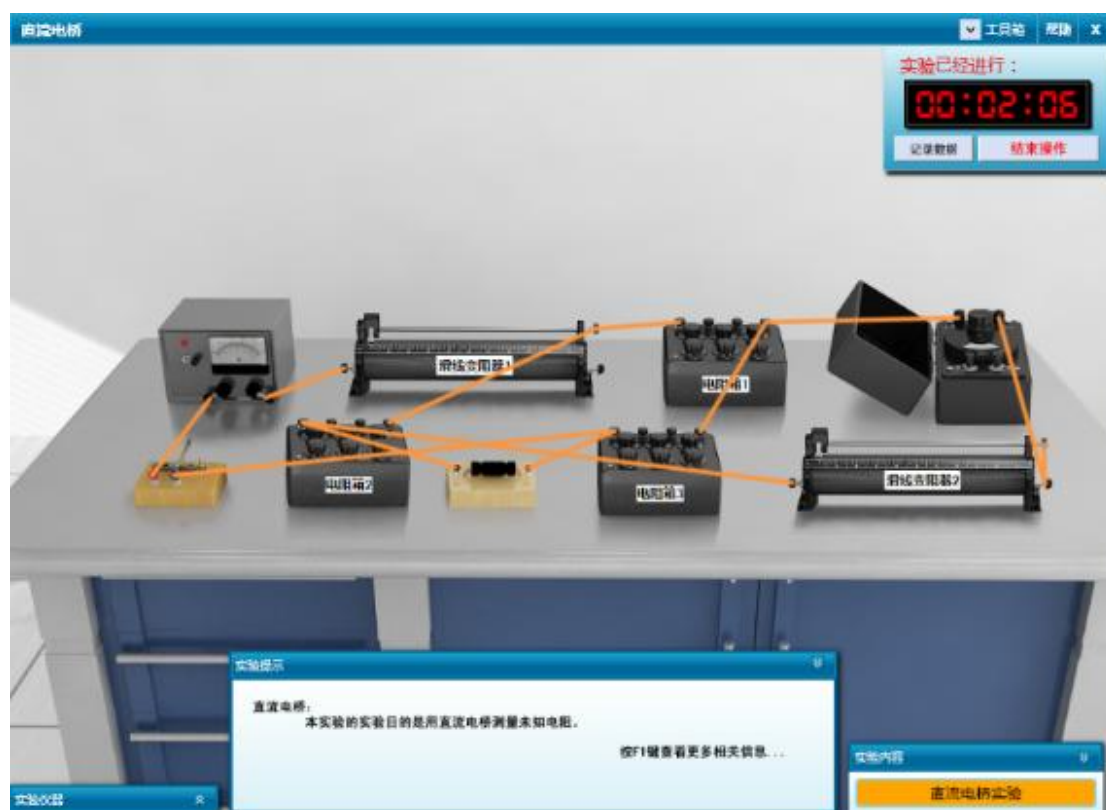 直流电桥
工具箱 帮助 X
实验已经进行：
00:02:06
记录数据 结束操作
滑线变阻器1
电阻箱1
电阻箱2
电阻箱3
滑线变阻器2
实验提示
直流电桥：
本实验的实验目的是用直流电桥测量未知电阻。
按F1键查看更多相关信息...
实验内容
直流电桥实验
实验仪器